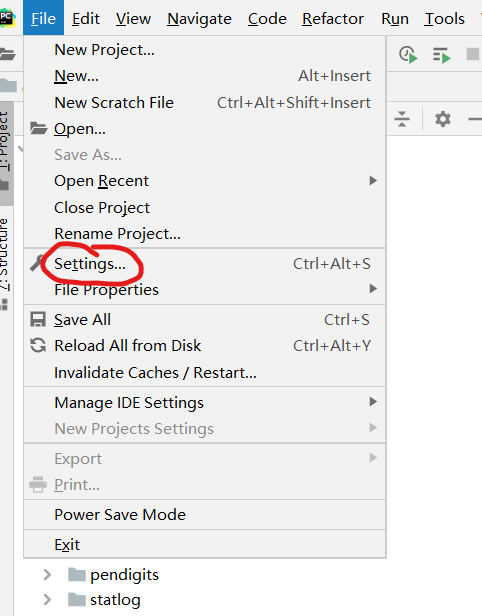 PC
File Edit View Navigate Code Refactor Run Tools
New Project...
New... Alt+Insert
New Scratch File Ctrl+Alt+Shift+Insert
Open...
Save As...
Open Recent
Close Project
Rename Project...
Settings... Ctrl+Alt+S
File Properties
Save All Ctrl+S
Reload All from Disk Ctrl+Alt+Y
Invalidate Caches / Restart...
Manage IDE Settings
New Projects Settings
Export
Print...
Power Save Mode
Exit
pendigits
statlog
1: Project
7: Structure